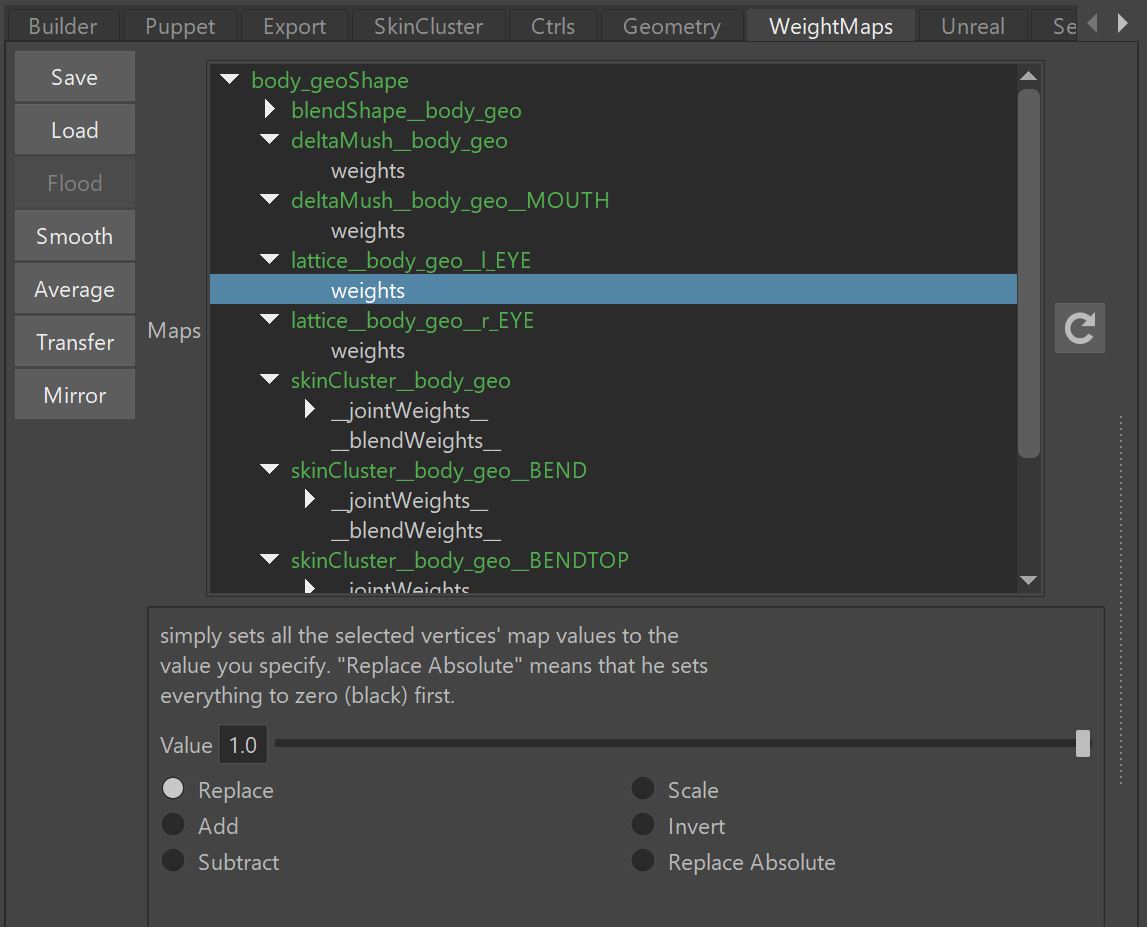 Builder Puppet Export SkinCluster Ctrls Geometry WeightMaps Unreal Se
Save
Load
Flood
Smooth
Average
Transfer
Mirror
Maps
body_geoShape
blendShape__body_geo
deltaMush__body_geo
weights
deltaMush__body_geo__MOUTH
weights
lattice__body_geo__l_EYE
weights
lattice__body_geo__r_EYE
weights
skinCluster__body_geo
__jointWeights__
__blendWeights__
skinCluster__body_geo__BEND
__jointWeights__
__blendWeights__
skinCluster__body_geo__BENDTOP
__jointWeights__
simply sets all the selected vertices' map values to the
value you specify. "Replace Absolute" means that he sets
everything to zero (black) first.
Value 1.0
Replace Scale
Add Invert
Subtract Replace Absolute